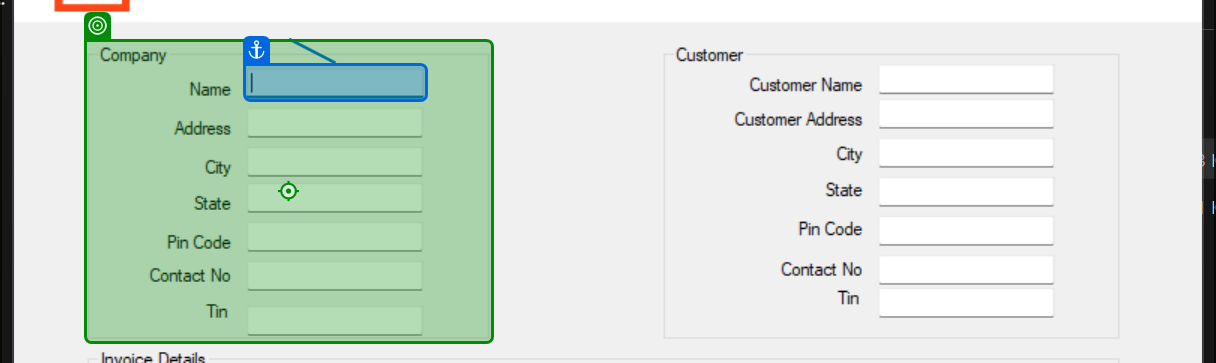 Company
Name
Address
City
State
Pin Code
Contact No
Tin
Customer
Customer Name
Customer Address
City
State
Pin Code
Contact No
Tin
Invoice Details